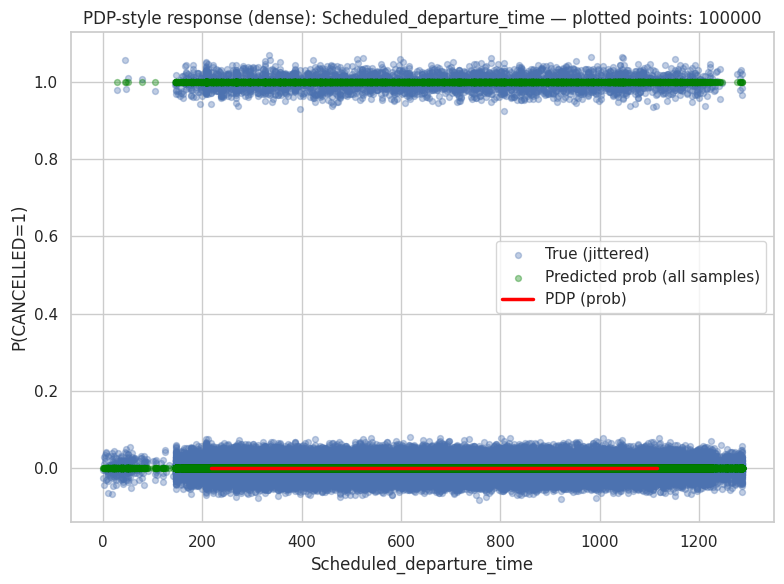 PDP-style response (dense): Scheduled_departure_time — plotted points: 100000
P(CANCELLED=1)
1.0
0.8
0.6
0.4
0.2
0.0
True (jittered)
Predicted prob (all samples)
PDP (prob)
0 200 400 600 800 1000 1200
Scheduled_departure_time